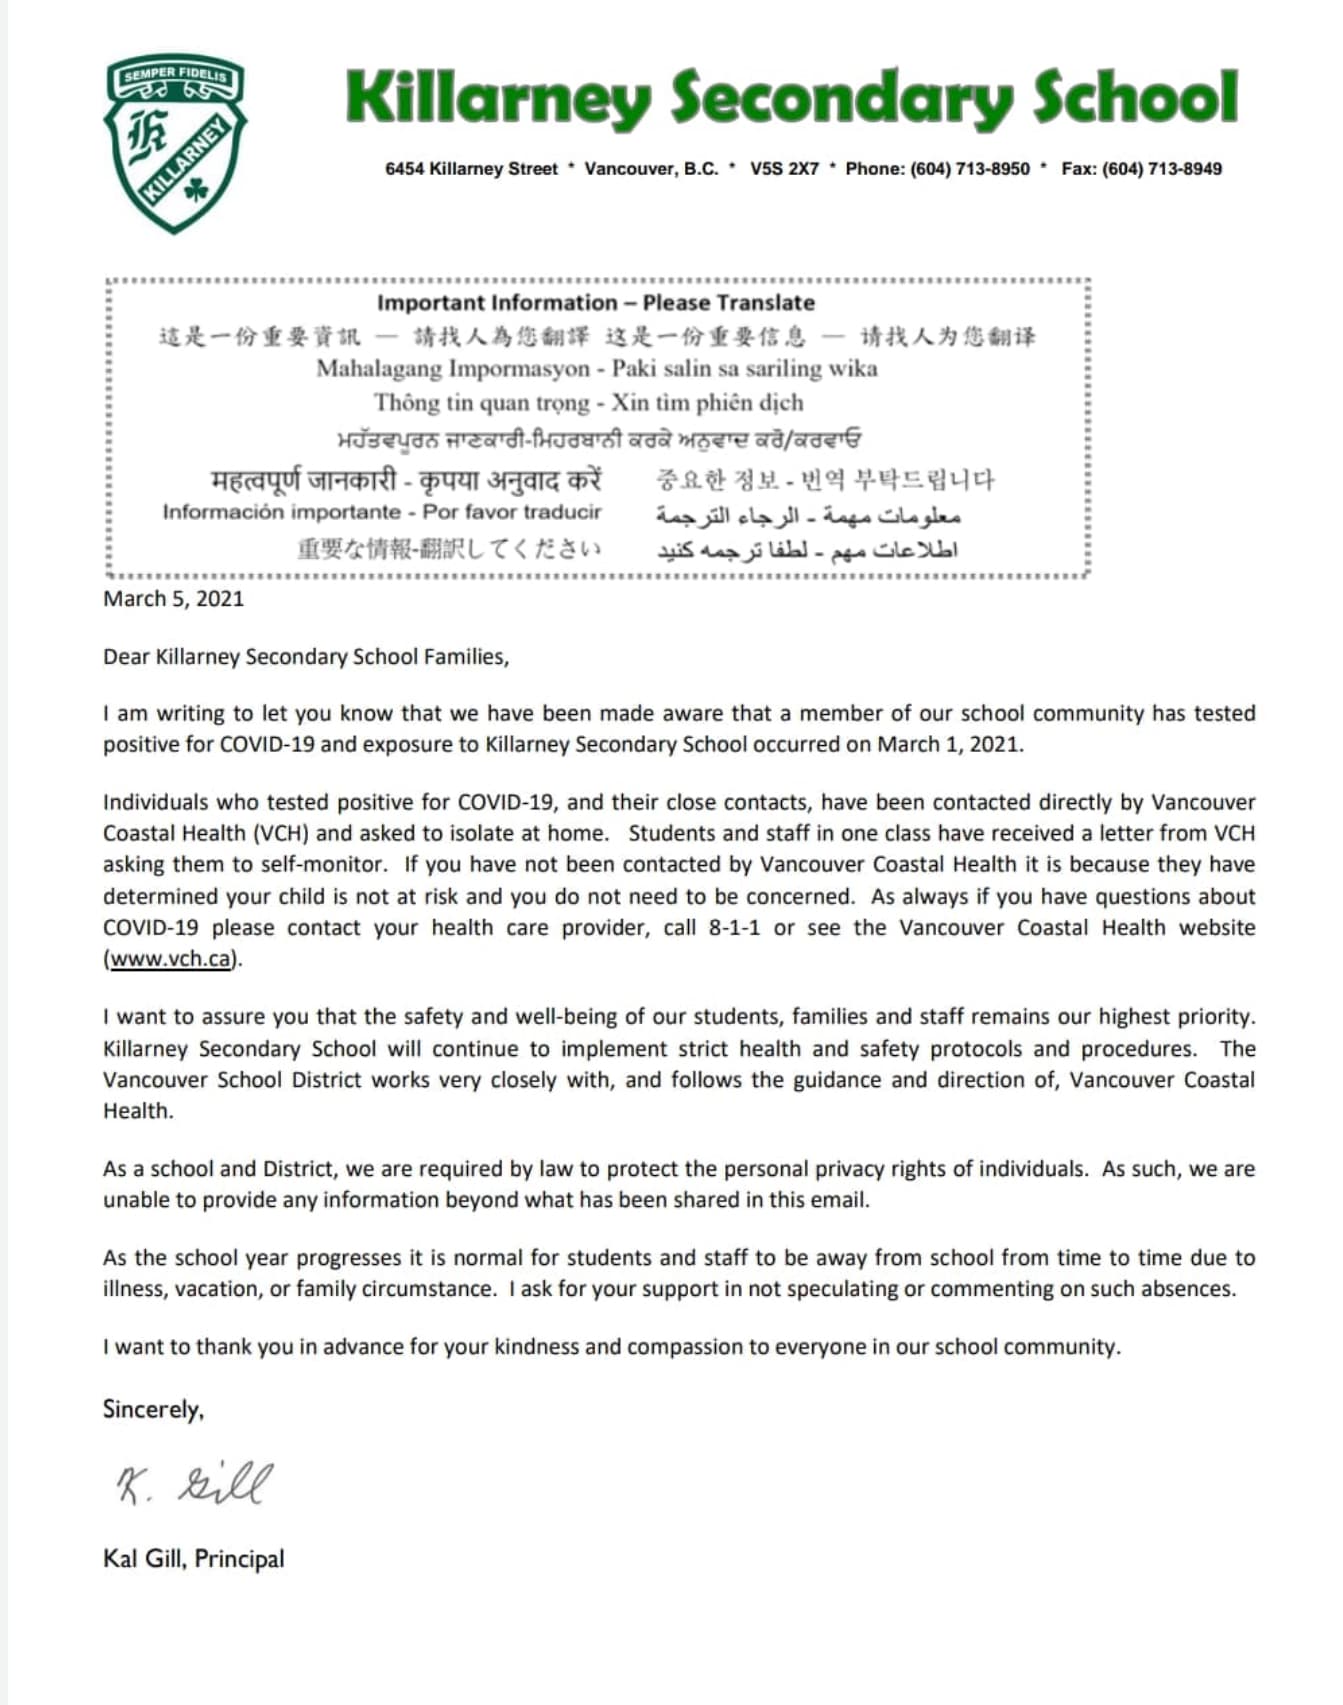 SEMPER FIDELIS
KILLARNEY
Killarney Secondary School
6454 Killarney Street * Vancouver, B.C. * V5S 2X7 * Phone: (604) 713-8950 * Fax: (604) 713-8949
Important Information – Please Translate
這是一份重要資訊 — 請找人為您翻譯 这是一份重要信息 — 请找人为您翻译
Mahalagang Impormasyon - Paki salin sa sariling wika
Thông tin quan trọng - Xin tìm phiên dịch
ਮਹੱਤਵਪੂਰਨ ਜਾਣਕਾਰੀ-ਮਿਹਰਬਾਨੀ ਕਰਕੇ ਅਨੁਵਾਦ ਕਰੋ/ਕਰਵਾਓ
महत्वपूर्ण जानकारी - कृपया अनुवाद करें 중요한 정보 - 번역 부탁드립니다
Información importante - Por favor traducir معلومات مهمة - الرجاء الترجمة
重要な情報-翻訳してください اطلاعات مهم - لطفا ترجمه کنید
March 5, 2021
Dear Killarney Secondary School Families,
I am writing to let you know that we have been made aware that a member of our school community has tested
positive for COVID-19 and exposure to Killarney Secondary School occurred on March 1, 2021.
Individuals who tested positive for COVID-19, and their close contacts, have been contacted directly by Vancouver
Coastal Health (VCH) and asked to isolate at home. Students and staff in one class have received a letter from VCH
asking them to self-monitor. If you have not been contacted by Vancouver Coastal Health it is because they have
determined your child is not at risk and you do not need to be concerned. As always if you have questions about
COVID-19 please contact your health care provider, call 8-1-1 or see the Vancouver Coastal Health website
(www.vch.ca).
I want to assure you that the safety and well-being of our students, families and staff remains our highest priority.
Killarney Secondary School will continue to implement strict health and safety protocols and procedures. The
Vancouver School District works very closely with, and follows the guidance and direction of, Vancouver Coastal
Health.
As a school and District, we are required by law to protect the personal privacy rights of individuals. As such, we are
unable to provide any information beyond what has been shared in this email.
As the school year progresses it is normal for students and staff to be away from school from time to time due to
illness, vacation, or family circumstance. I ask for your support in not speculating or commenting on such absences.
I want to thank you in advance for your kindness and compassion to everyone in our school community.
Sincerely,
K. Gill
Kal Gill, Principal